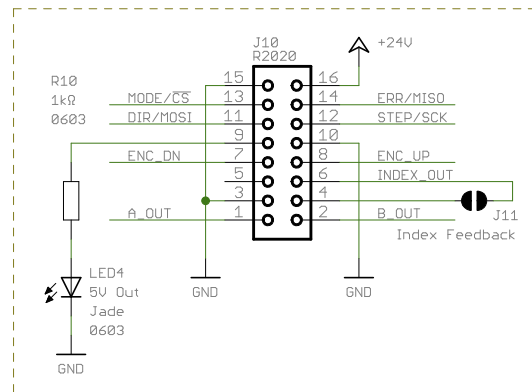 J10
R2020
+24V
R10
1kΩ
0603
15 16
MODE/CS 13 14 ERR/MISO
DIR/MOSI 11 12 STEP/SCK
9 10
ENC_DN 7 8 ENC_UP
5 6 INDEX_OUT
3 4
A_OUT 1 2 B_OUT
J11
Index Feedback
LED4
5V Out
Jade
0603
GND GND
GND